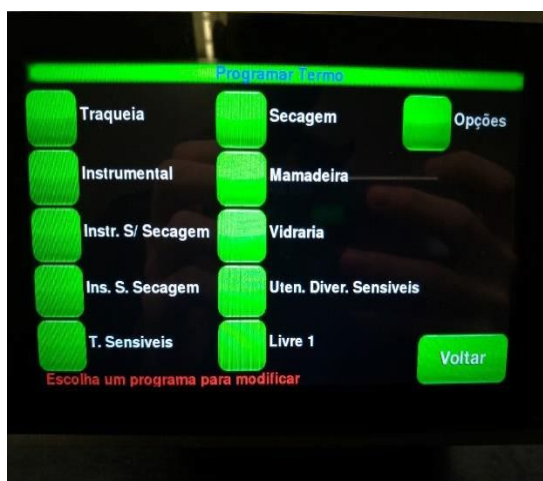 Programar Termo
Traqueia
Secagem
Opções
Instrumental
Mamadeira
Instr. S/ Secagem
Vidraria
Ins. S. Secagem
Uten. Diver. Sensiveis
T. Sensiveis
Livre 1
Voltar
Escolha um programa para modificar